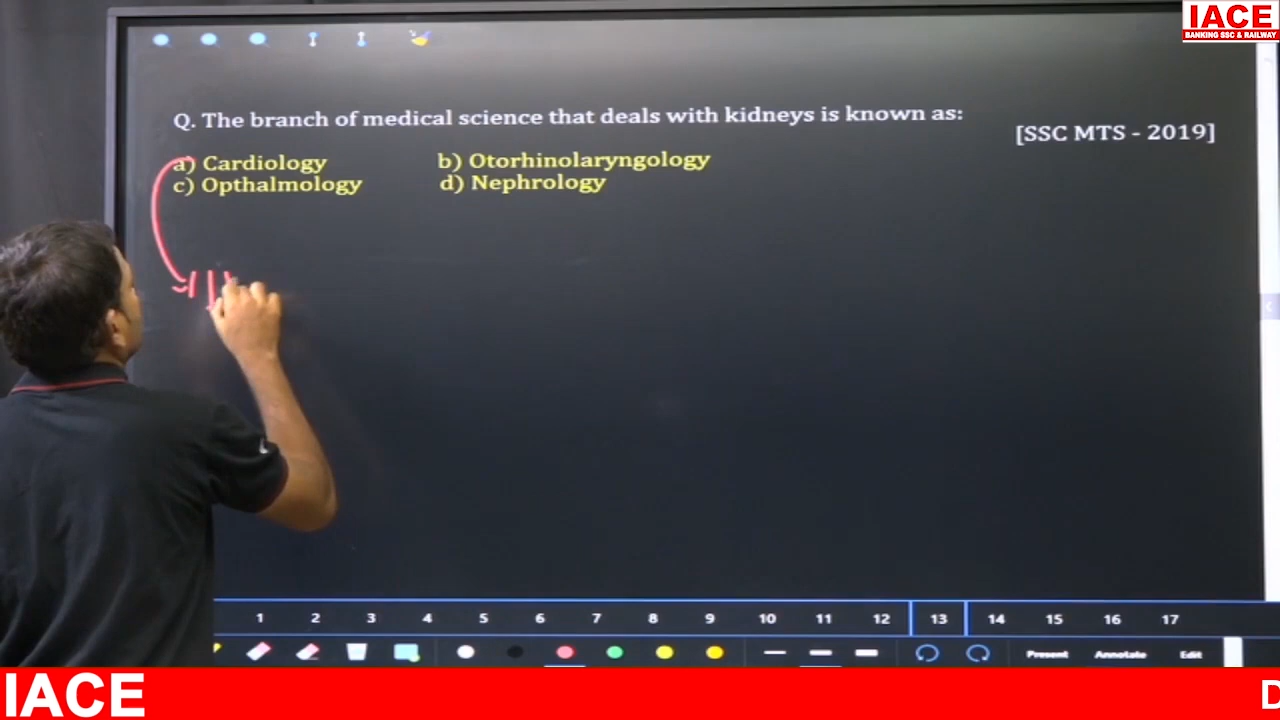 IACE
BANKING SSC & RAILWAY
Q. The branch of medical science that deals with kidneys is known as:
[SSC MTS - 2019]
a) Cardiology b) Otorhinolaryngology
c) Opthalmology d) Nephrology
1 2 3 4 5 6 7 8 9 10 11 12 13 14 15 16 17
Present Annotate Edit
IACE D